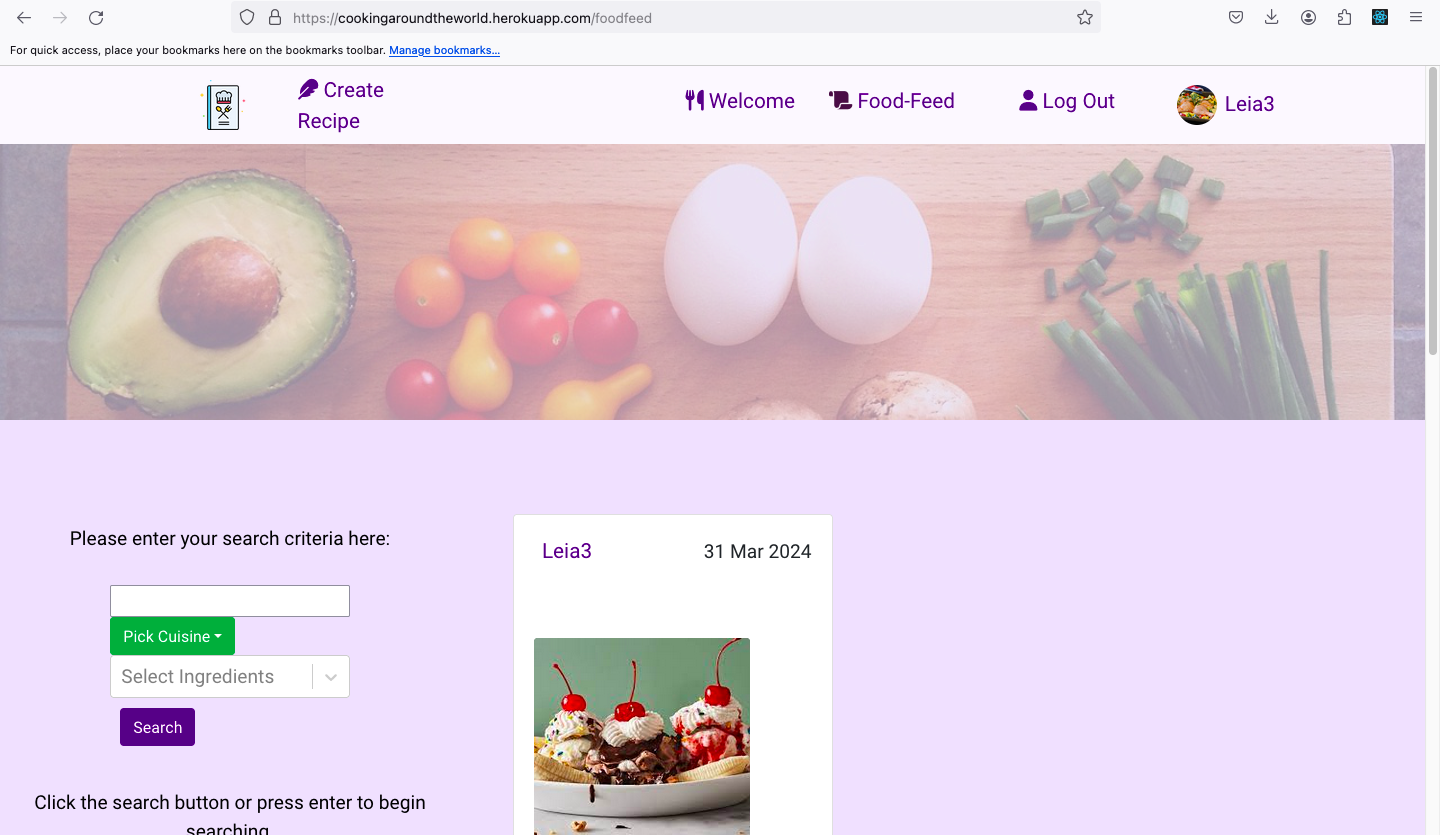 https://cookingaroundtheworld.herokuapp.com/foodfeed
For quick access, place your bookmarks here on the bookmarks toolbar. Manage bookmarks...
Create
Recipe
Welcome
Food-Feed
Log Out
Leia3
Please enter your search criteria here:
Pick Cuisine
Select Ingredients
Search
Click the search button or press enter to begin
searching
Leia3
31 Mar 2024